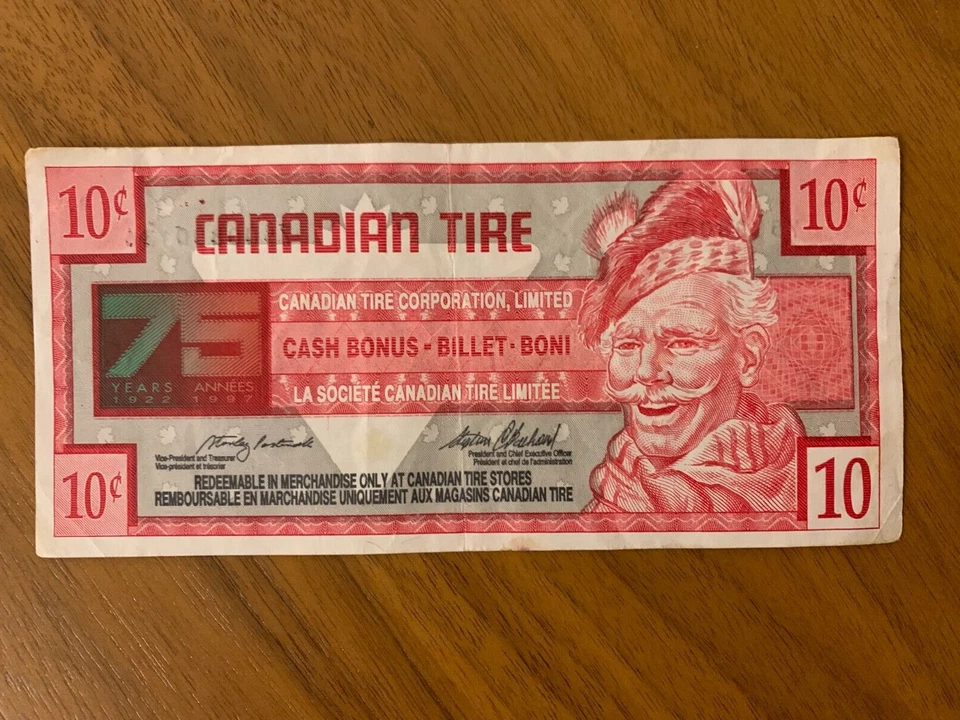 10¢
10¢
CANADIAN TIRE
75
YEARS ANNÉES
1922 1997
CANADIAN TIRE CORPORATION, LIMITED
CASH BONUS - BILLET - BONI
LA SOCIÉTÉ CANADIAN TIRE LIMITÉE
Vice-President and Treasurer
Vice-président et trésorier
President and Chief Executive Officer
Président et chef de l'administration
REDEEMABLE IN MERCHANDISE ONLY AT CANADIAN TIRE STORES
REMBOURSABLE EN MARCHANDISE UNIQUEMENT AUX MAGASINS CANADIAN TIRE
10¢
10